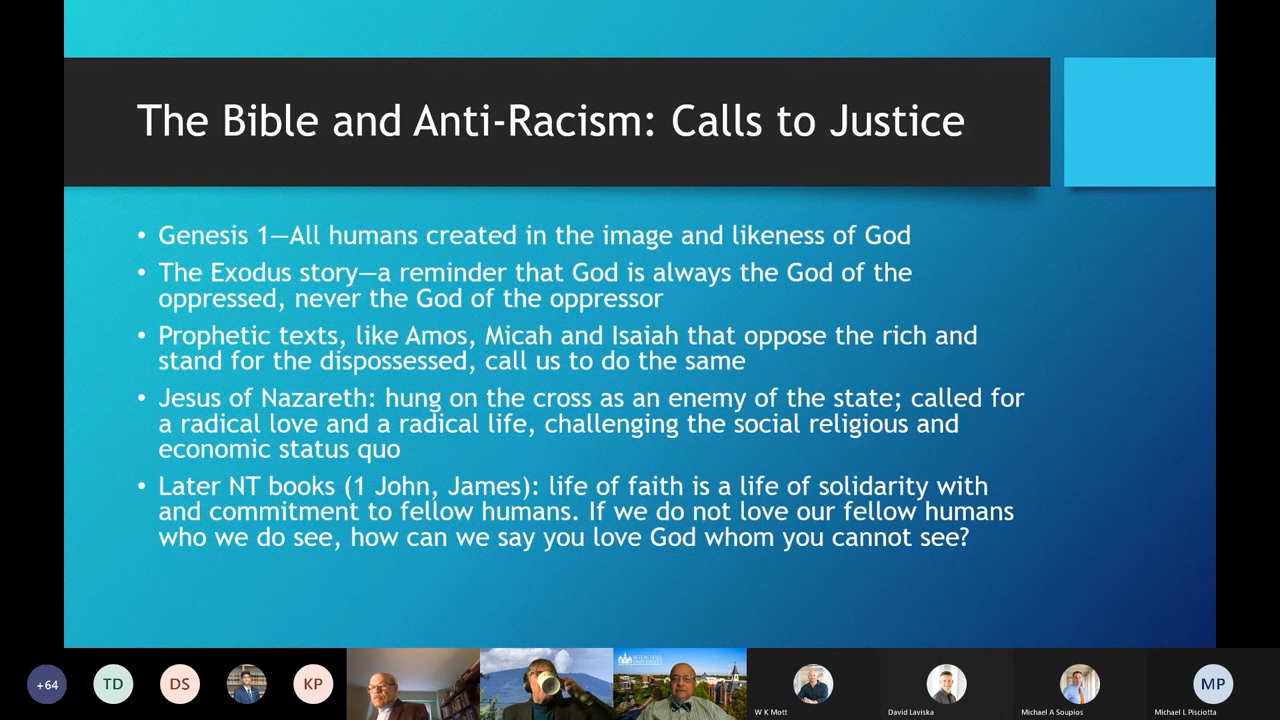 The Bible and Anti-Racism: Calls to Justice
• Genesis 1—All humans created in the image and likeness of God
• The Exodus story—a reminder that God is always the God of the
oppressed, never the God of the oppressor
• Prophetic texts, like Amos, Micah and Isaiah that oppose the rich and
stand for the dispossessed, call us to do the same
• Jesus of Nazareth: hung on the cross as an enemy of the state; called for
a radical love and a radical life, challenging the social religious and
economic status quo
• Later NT books (1 John, James): life of faith is a life of solidarity with
and commitment to fellow humans. If we do not love our fellow humans
who we do see, how can we say you love God whom you cannot see?
+64
TD
DS
KP
SETON HALL
UNIVERSITY
W K Mott
David Laviska
Michael A Soupios
MP
Michael L Pisciotta